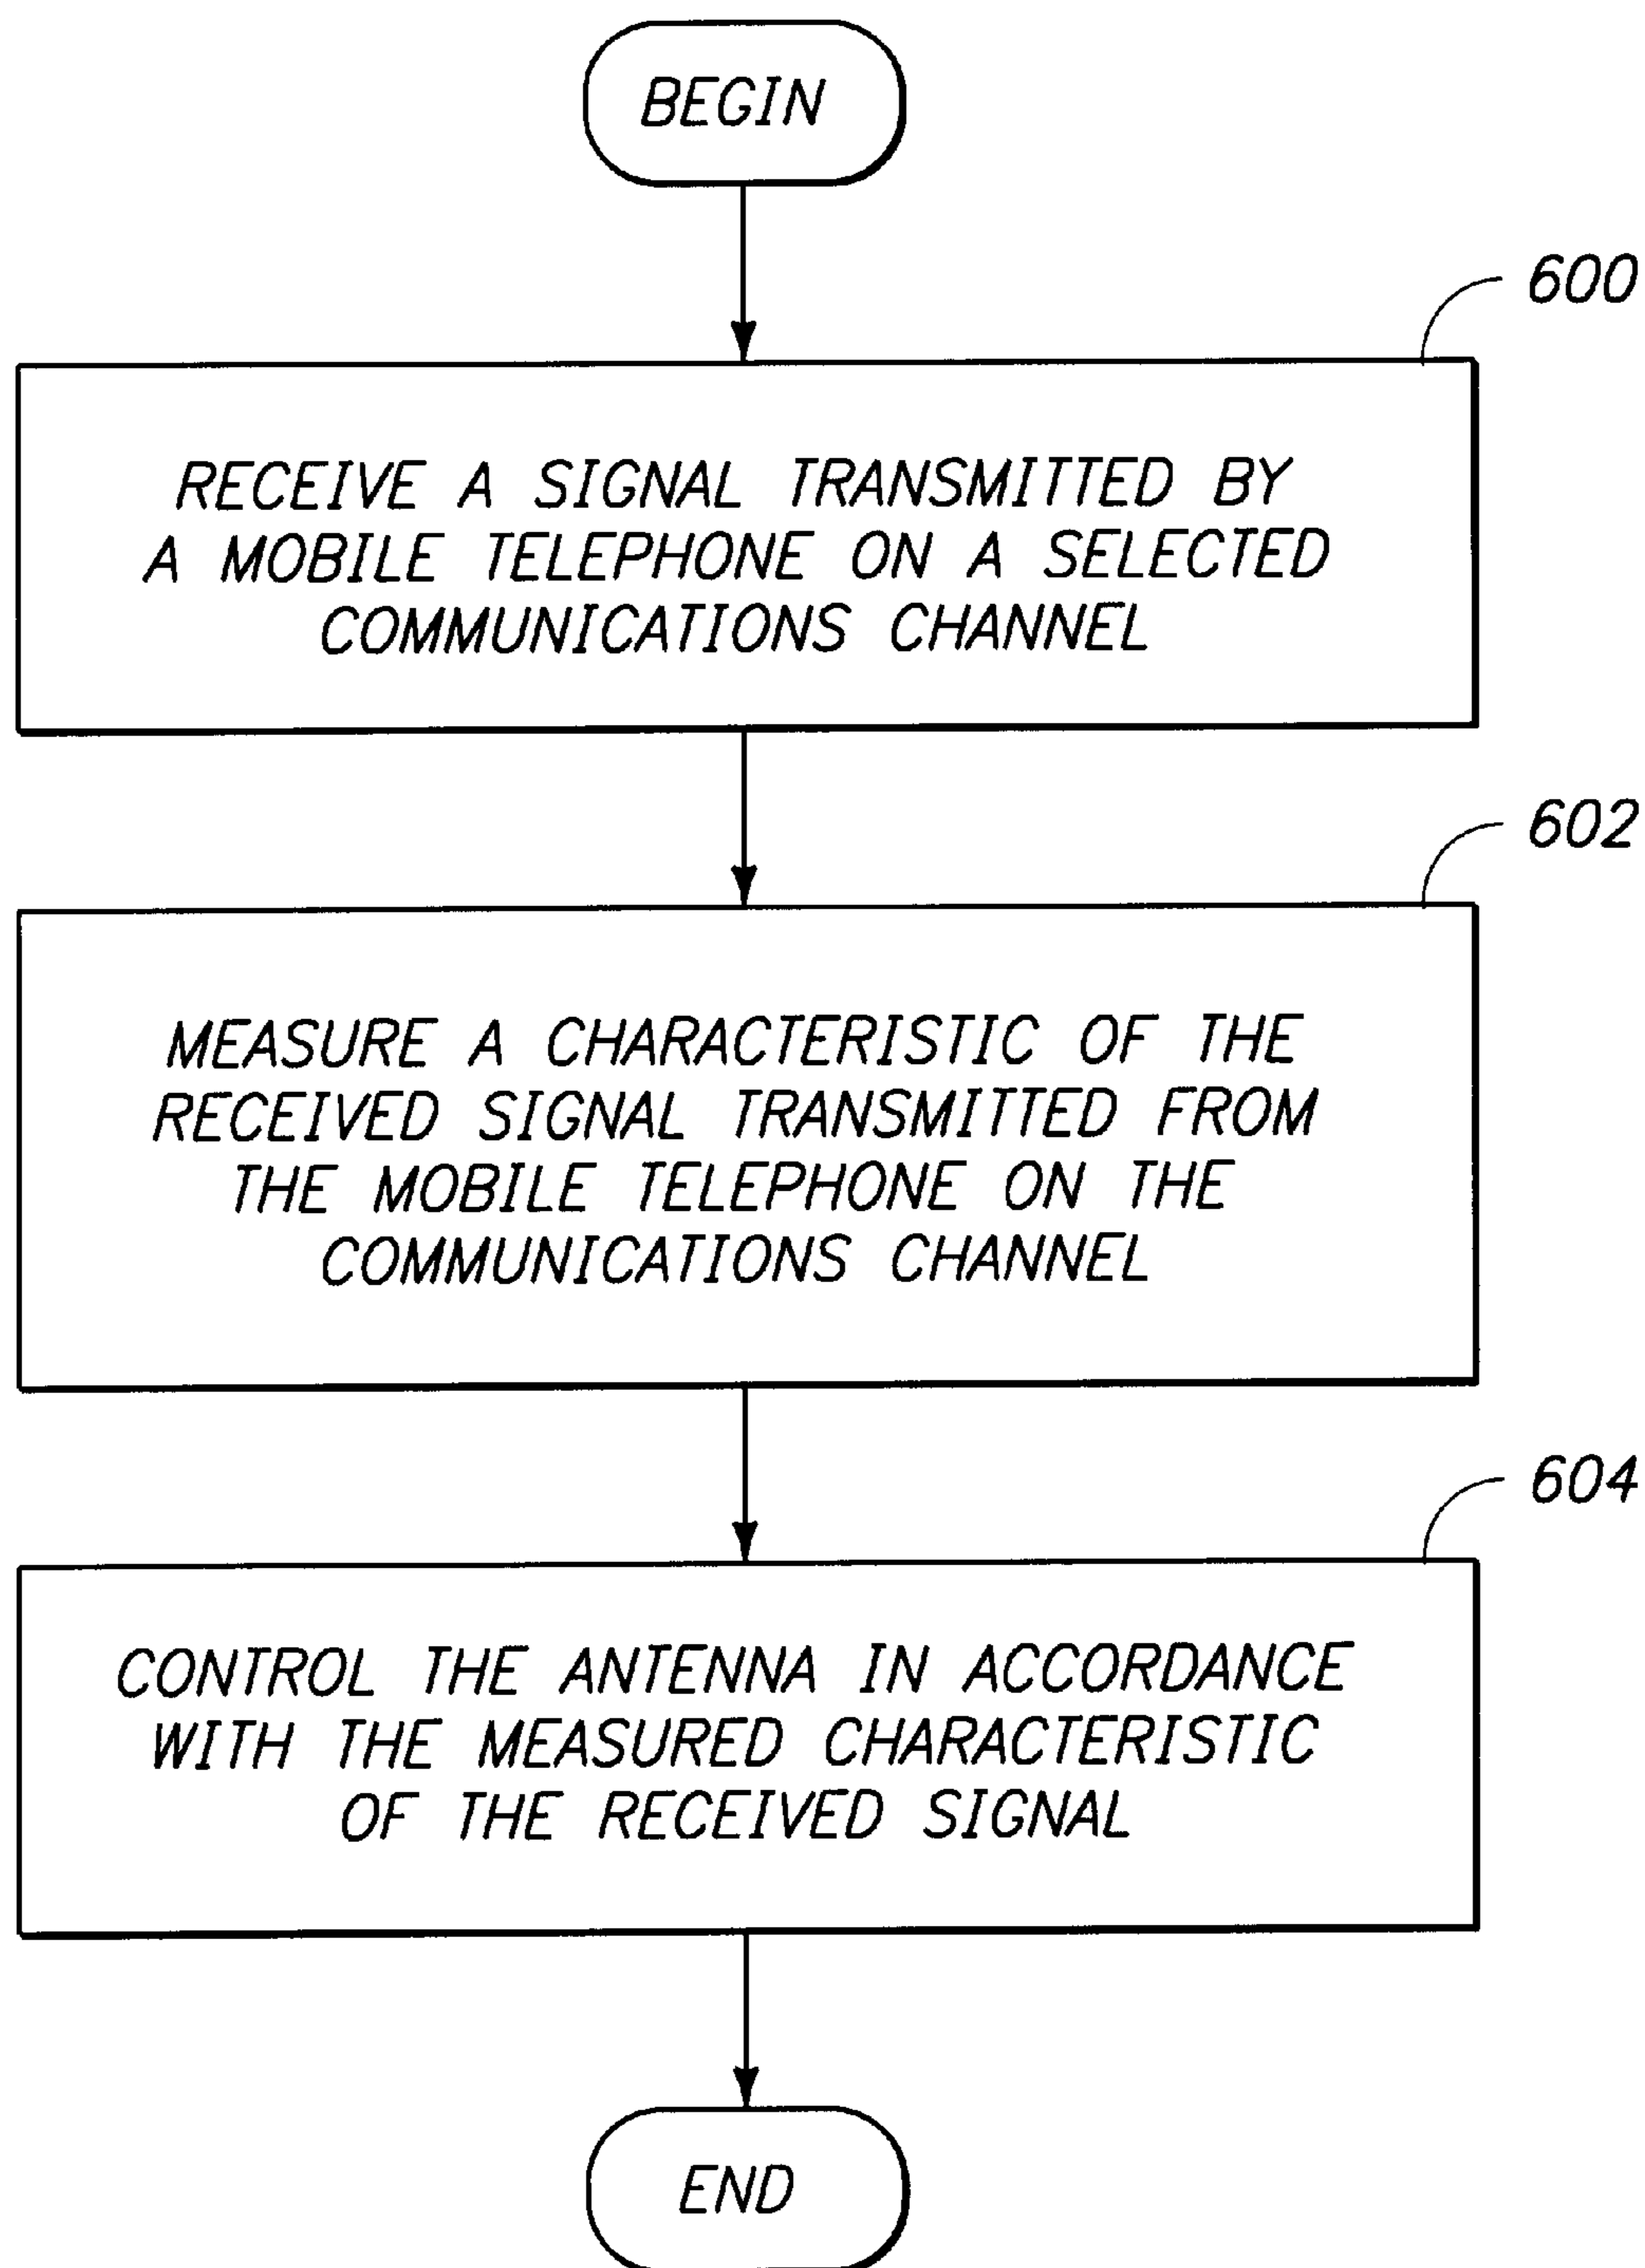 BEGIN
600
RECEIVE A SIGNAL TRANSMITTED BY
A MOBILE TELEPHONE ON A SELECTED
COMMUNICATIONS CHANNEL
602
MEASURE A CHARACTERISTIC OF THE
RECEIVED SIGNAL TRANSMITTED FROM
THE MOBILE TELEPHONE ON THE
COMMUNICATIONS CHANNEL
604
CONTROL THE ANTENNA IN ACCORDANCE
WITH THE MEASURED CHARACTERISTIC
OF THE RECEIVED SIGNAL
END